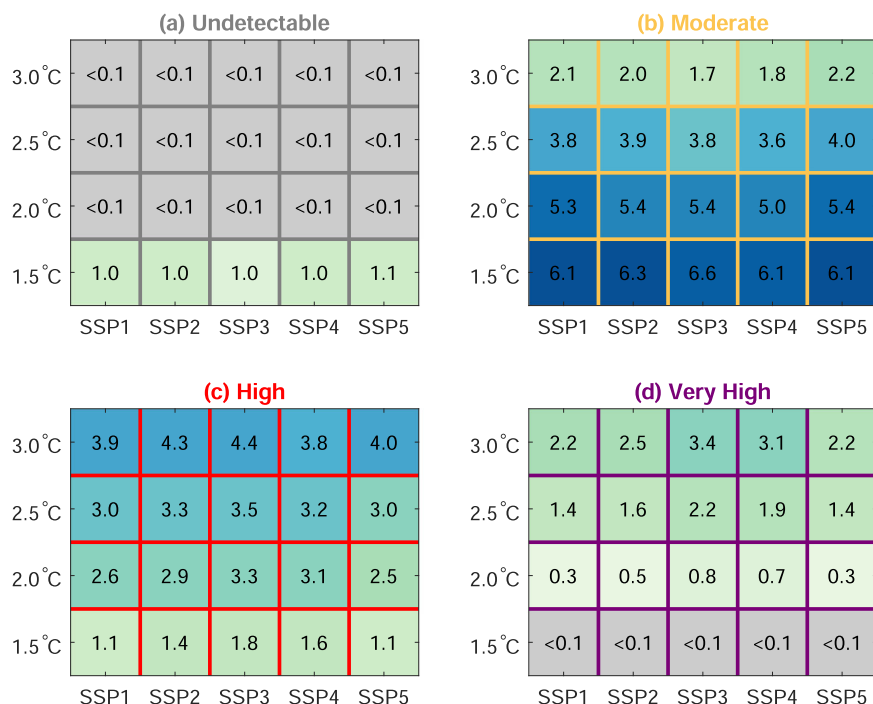 (a) Undetectable
3.0°C <0.1 <0.1 <0.1 <0.1 <0.1
2.5°C <0.1 <0.1 <0.1 <0.1 <0.1
2.0°C <0.1 <0.1 <0.1 <0.1 <0.1
1.5°C 1.0 1.0 1.0 1.0 1.1
SSP1 SSP2 SSP3 SSP4 SSP5
(b) Moderate
3.0°C 2.1 2.0 1.7 1.8 2.2
2.5°C 3.8 3.9 3.8 3.6 4.0
2.0°C 5.3 5.4 5.4 5.0 5.4
1.5°C 6.1 6.3 6.6 6.1 6.1
SSP1 SSP2 SSP3 SSP4 SSP5
(c) High
3.0°C 3.9 4.3 4.4 3.8 4.0
2.5°C 3.0 3.3 3.5 3.2 3.0
2.0°C 2.6 2.9 3.3 3.1 2.5
1.5°C 1.1 1.4 1.8 1.6 1.1
SSP1 SSP2 SSP3 SSP4 SSP5
(d) Very High
3.0°C 2.2 2.5 3.4 3.1 2.2
2.5°C 1.4 1.6 2.2 1.9 1.4
2.0°C 0.3 0.5 0.8 0.7 0.3
1.5°C <0.1 <0.1 <0.1 <0.1 <0.1
SSP1 SSP2 SSP3 SSP4 SSP5